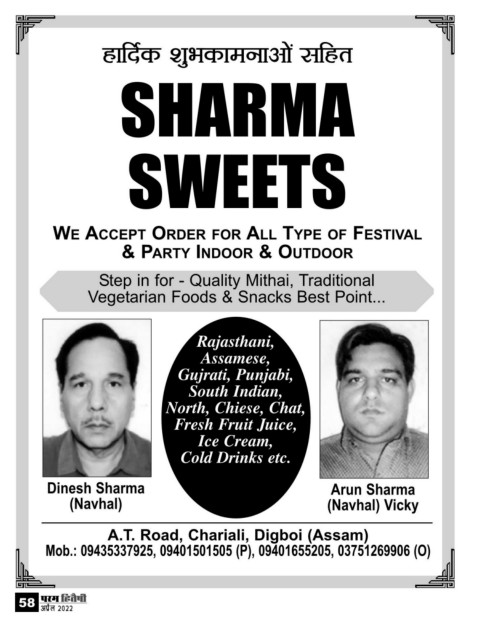 हार्दिक शुभकामनाओं सहित
SHARMA
SWEETS
WE ACCEPT ORDER FOR ALL TYPE OF FESTIVAL
& PARTY INDOOR & OUTDOOR
Step in for - Quality Mithai, Traditional
Vegetarian Foods & Snacks Best Point...
Rajasthani,
Assamese,
Gujrati, Punjabi,
South Indian,
North, Chiese, Chat,
Fresh Fruit Juice,
Ice Cream,
Cold Drinks etc.
Dinesh Sharma
(Navhal)
Arun Sharma
(Navhal) Vicky
A.T. Road, Chariali, Digboi (Assam)
Mob.: 09435337925, 09401501505 (P), 09401655205, 03751269906 (O)
58 परम हितैषी
अप्रैल 2022